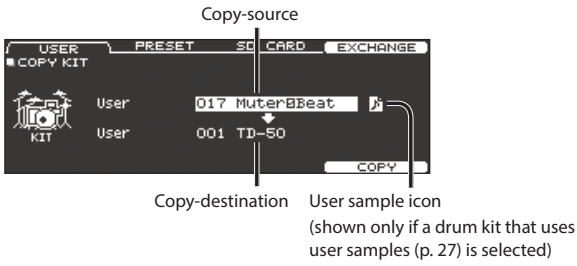 Copy-source
USER PRESET SD CARD EXCHANGE
COPY KIT
User 017 Muter⊠Beat
User 001 TD-50
KIT
COPY
Copy-destination
User sample icon
(shown only if a drum kit that uses
user samples (p. 27) is selected)